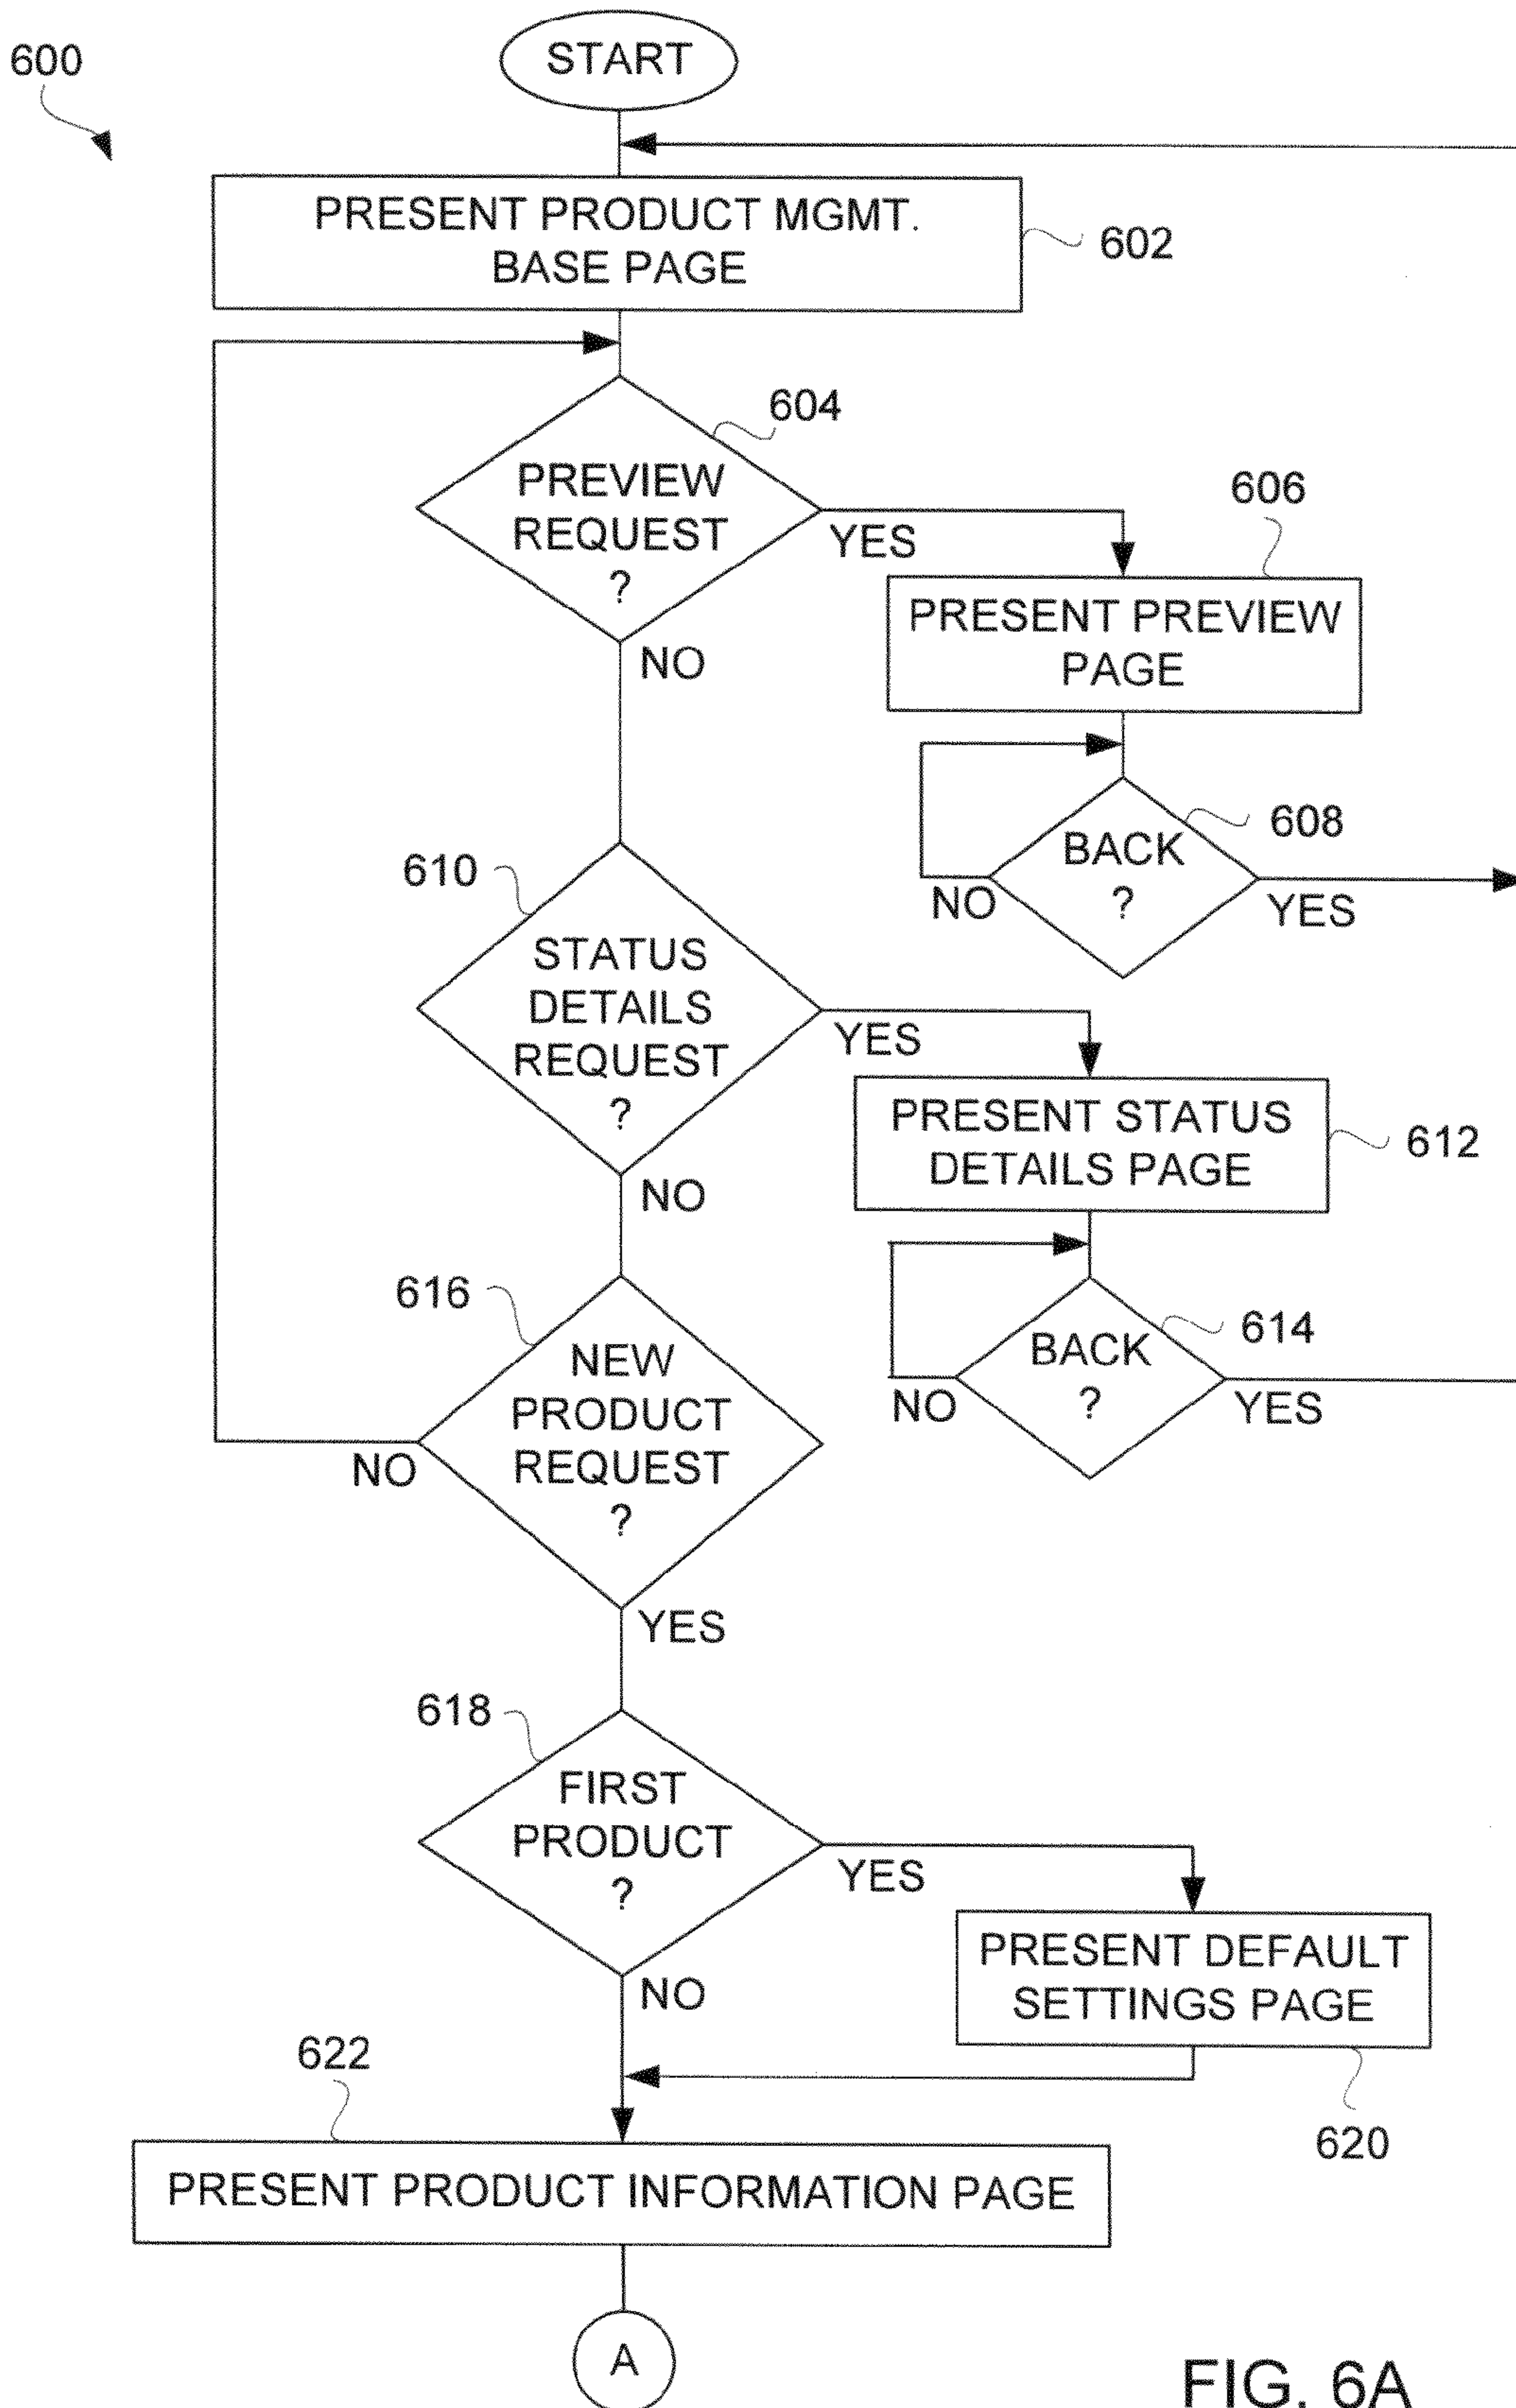 600
START
PRESENT PRODUCT MGMT.
BASE PAGE
602
604
PREVIEW
REQUEST
?
YES
NO
606
PRESENT PREVIEW
PAGE
608
BACK
?
NO
YES
610
STATUS
DETAILS
REQUEST
?
YES
NO
PRESENT STATUS
DETAILS PAGE
612
614
BACK
?
NO
YES
616
NEW
PRODUCT
REQUEST
?
NO
YES
618
FIRST
PRODUCT
?
YES
NO
PRESENT DEFAULT
SETTINGS PAGE
620
622
PRESENT PRODUCT INFORMATION PAGE
A
FIG. 6A